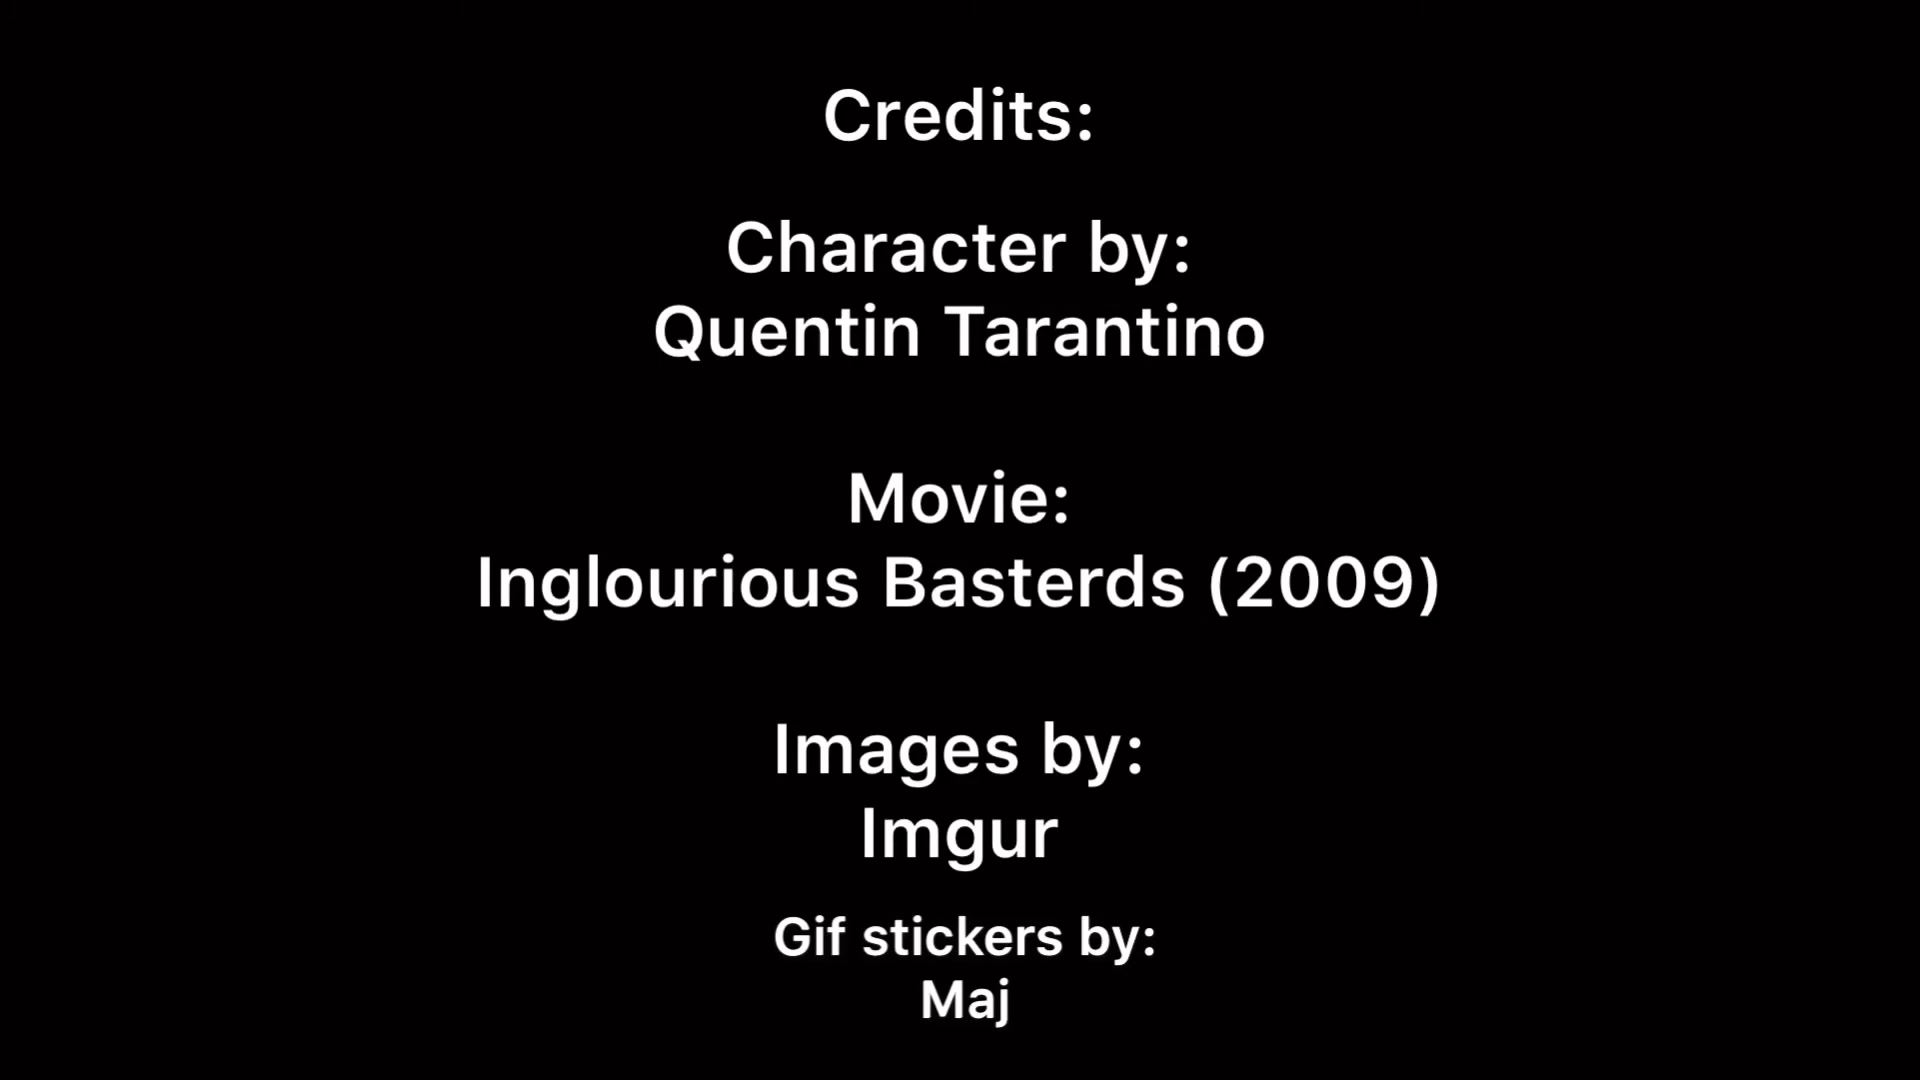 Credits:
Character by:
Quentin Tarantino
Movie:
Inglourious Basterds (2009)
Images by:
Imgur
Gif stickers by:
Maj